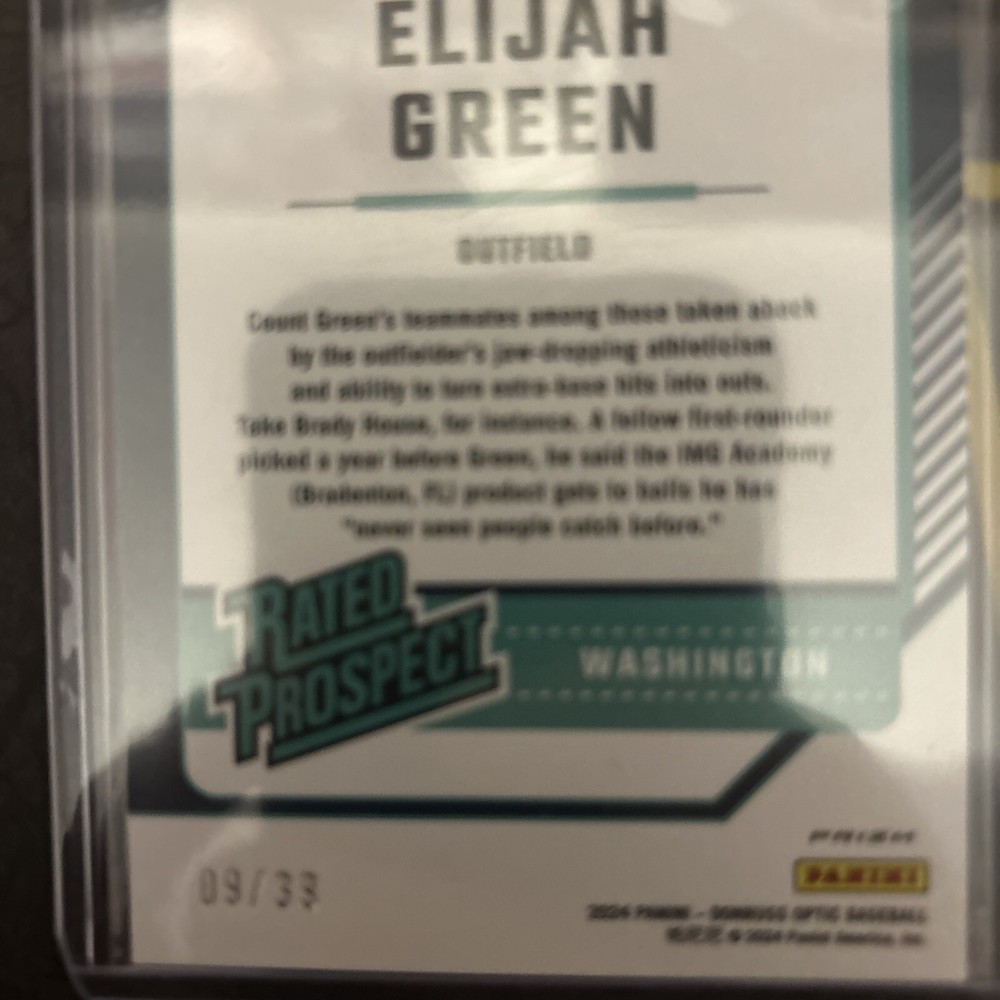 ELIJAH
GREEN
OUTFIELD
Count Green's teammates among those taken aback
by the outfielder's jaw-dropping athleticism
and ability to turn extra-base hits into outs.
Take Brady House, for instance. A fellow first-rounder
picked a year before Green, he said the IMG Academy
(Bradenton, FL) product gets to balls he has
"never seen people catch before."
RATED
PROSPECT
WASHINGTON
PRIZM
PANINI
09/33
2024 PANINI – DONRUSS OPTIC BASEBALL
© 2024 Panini America, Inc.